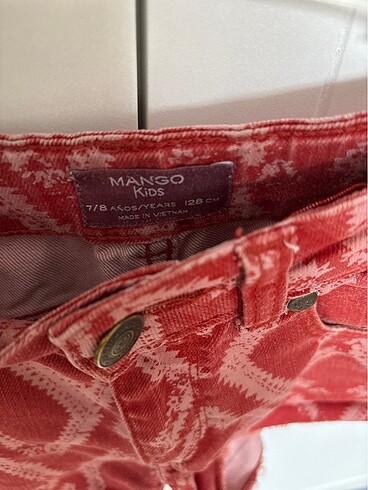 MANGO
KIDS
7/8 AÑOS/YEARS 128 CM
MADE IN VIETNAM